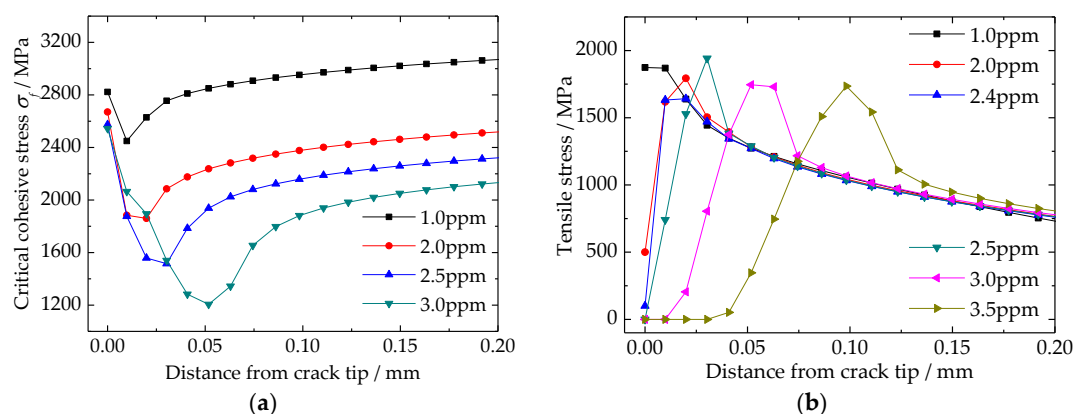 3200
2800
2400
2000
1600
1200
Critical cohesive stress σf / MPa
1.0ppm
2.0ppm
2.5ppm
3.0ppm
0.00 0.05 0.10 0.15 0.20
Distance from crack tip / mm
(a)
2000
1500
1000
500
0
Tensile stress / MPa
1.0ppm
2.0ppm
2.4ppm
2.5ppm
3.0ppm
3.5ppm
0.00 0.05 0.10 0.15 0.20
Distance from crack tip / mm
(b)